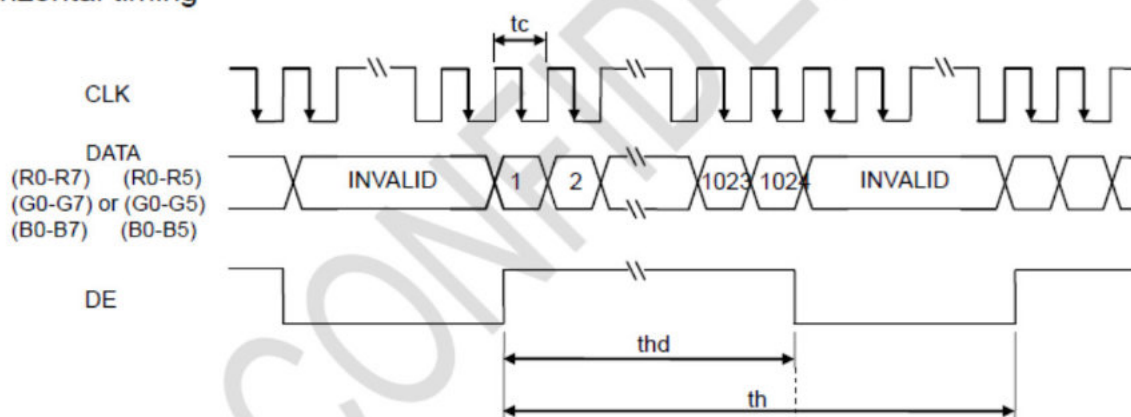 tc
CLK
DATA
(R0-R7) (R0-R5)
(G0-G7) or (G0-G5)
(B0-B7) (B0-B5)
INVALID 1 2 1023 1024 INVALID
DE
thd
th